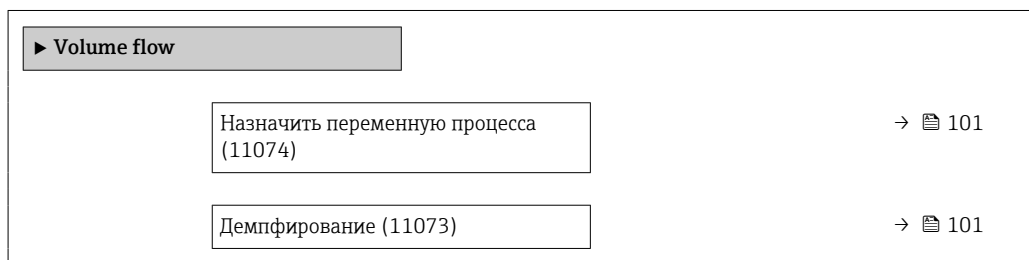 ► Volume flow
Назначить переменную процесса
(11074)
→ 101
Демпфирование (11073)
→ 101